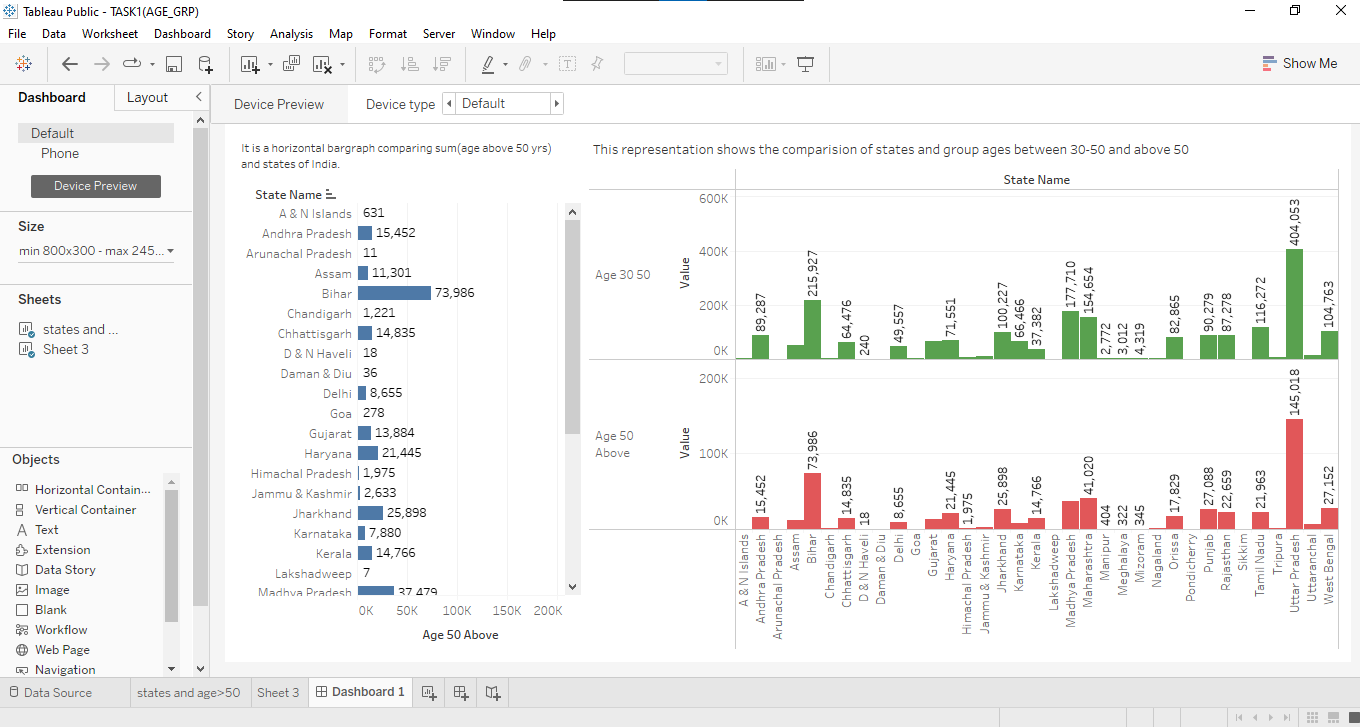 Tableau Public - TASK1(AGE_GRP)
File Data Worksheet Dashboard Story Analysis Map Format Server Window Help
Show Me
Dashboard Layout
Default
Phone
Device Preview
Size
min 800x300 - max 245...
Sheets
states and ...
Sheet 3
Objects
Horizontal Contain...
Vertical Container
Text
Extension
Data Story
Image
Blank
Workflow
Web Page
Navigation
Device Preview Device type Default
It is a horizontal bargraph comparing sum(age above 50 yrs)
and states of India.
State Name
A & N Islands 631
Andhra Pradesh 15,452
Arunachal Pradesh 11
Assam 11,301
Bihar 73,986
Chandigarh 1,221
Chhattisgarh 14,835
D & N Haveli 18
Daman & Diu 36
Delhi 8,655
Goa 278
Gujarat 13,884
Haryana 21,445
Himachal Pradesh 1,975
Jammu & Kashmir 2,633
Jharkhand 25,898
Karnataka 7,880
Kerala 14,766
Lakshadweep 7
Madhya Pradesh 37,479
0K 50K 100K 150K 200K
Age 50 Above
This representation shows the comparision of states and group ages between 30-50 and above 50
State Name
Age 30 50
Value
600K
400K
200K
0K
89,287
215,927
64,476
240
49,557
71,551
100,227
66,466
37,382
177,710
154,654
2,772
3,012
4,319
82,865
90,279
87,278
116,272
404,053
104,763
Age 50
Above
Value
200K
100K
0K
15,452
73,986
14,835
18
8,655
21,445
1,975
25,898
14,766
41,020
404
322
345
17,829
27,088
22,659
21,963
145,018
27,152
A & N Islands
Andhra Pradesh
Arunachal Pradesh
Assam
Bihar
Chandigarh
Chhattisgarh
D & N Haveli
Daman & Diu
Delhi
Goa
Gujarat
Haryana
Himachal Pradesh
Jammu & Kashmir
Jharkhand
Karnataka
Kerala
Lakshadweep
Madhya Pradesh
Maharashtra
Manipur
Meghalaya
Mizoram
Nagaland
Orissa
Pondicherry
Punjab
Rajasthan
Sikkim
Tamil Nadu
Tripura
Uttar Pradesh
Uttaranchal
West Bengal
Data Source states and age>50 Sheet 3 Dashboard 1